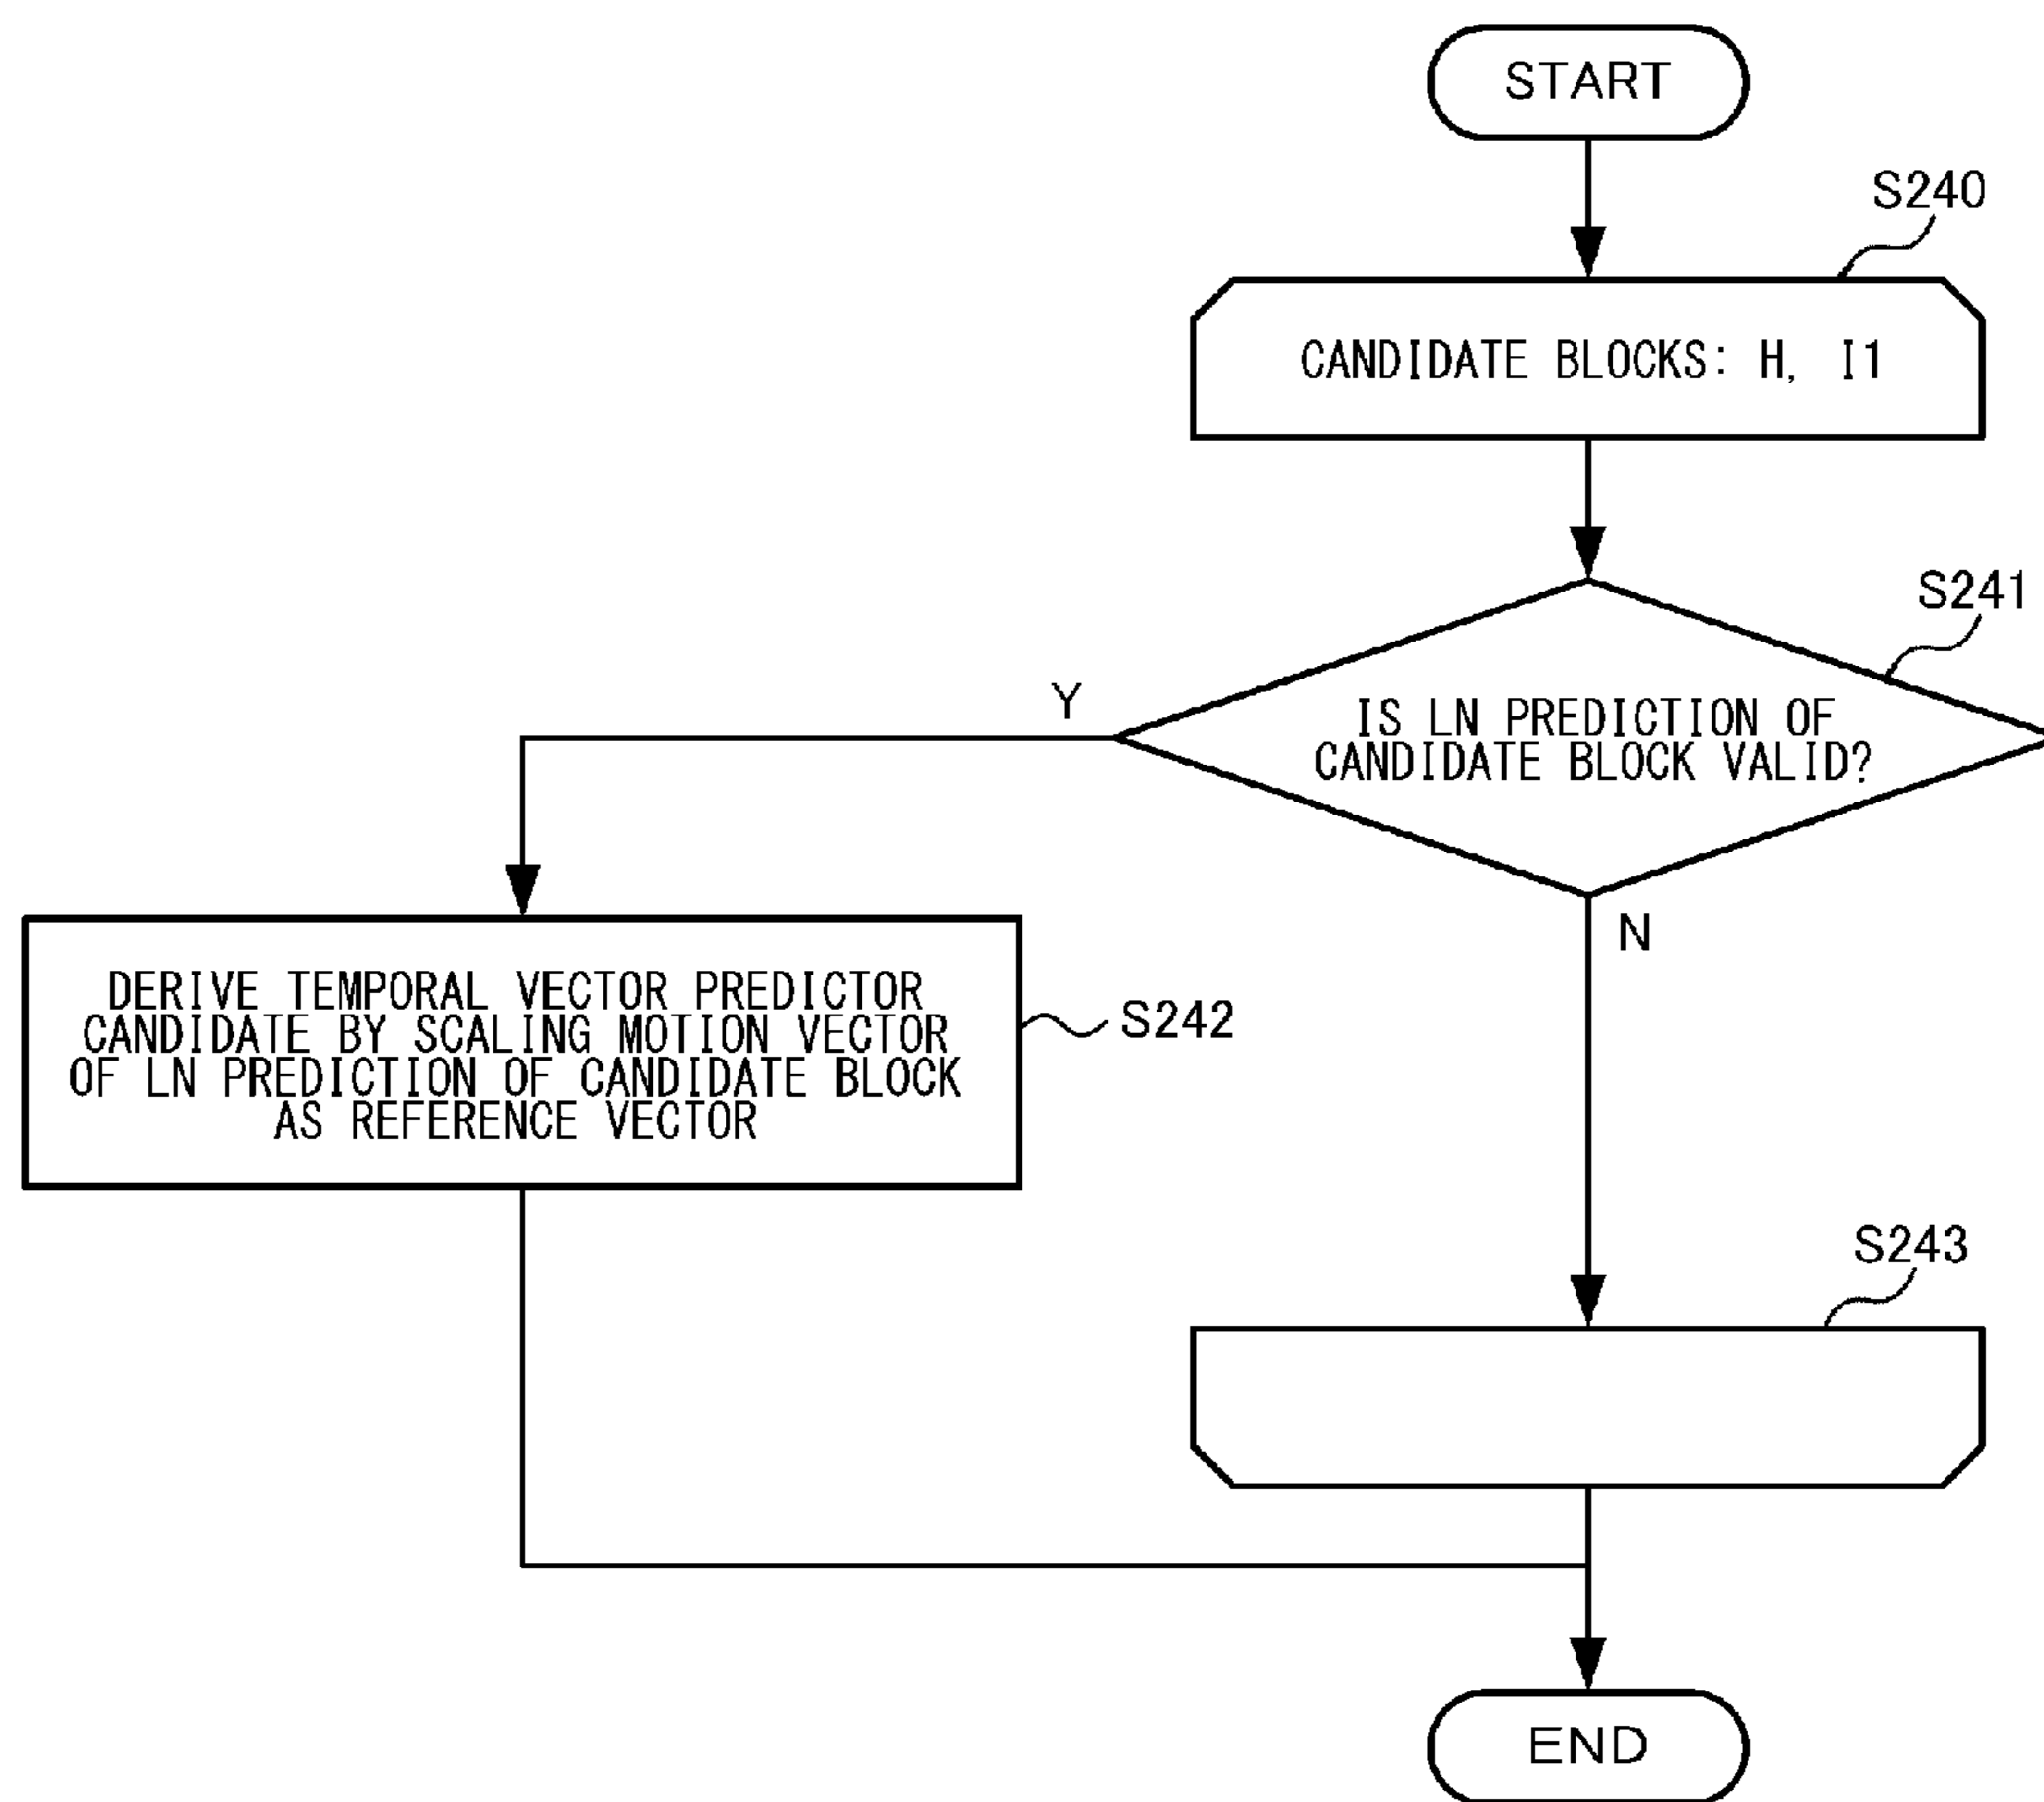 START
S240
CANDIDATE BLOCKS: H, I1
S241
Y
IS LN PREDICTION OF
CANDIDATE BLOCK VALID?
N
DERIVE TEMPORAL VECTOR PREDICTOR
CANDIDATE BY SCALING MOTION VECTOR
OF LN PREDICTION OF CANDIDATE BLOCK
AS REFERENCE VECTOR
S242
S243
END